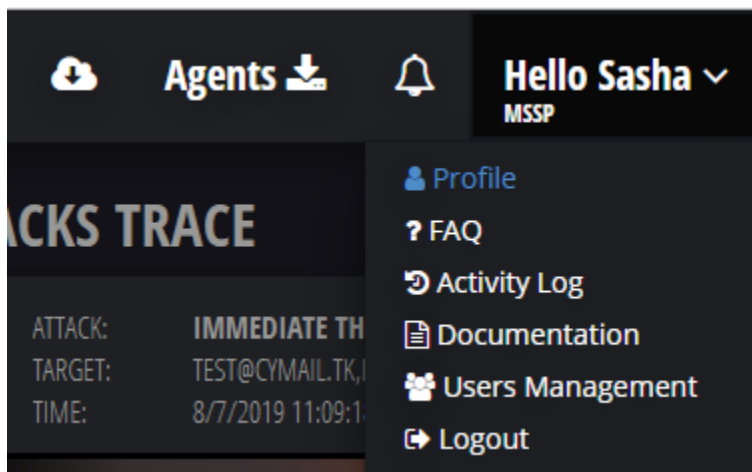 Agents
Hello Sasha
MSSP
Profile
? FAQ
Activity Log
Documentation
Users Management
Logout
ACKS TRACE
ATTACK: IMMEDIATE TH
TARGET: TEST@CYMAIL.TK,
TIME: 8/7/2019 11:09:1